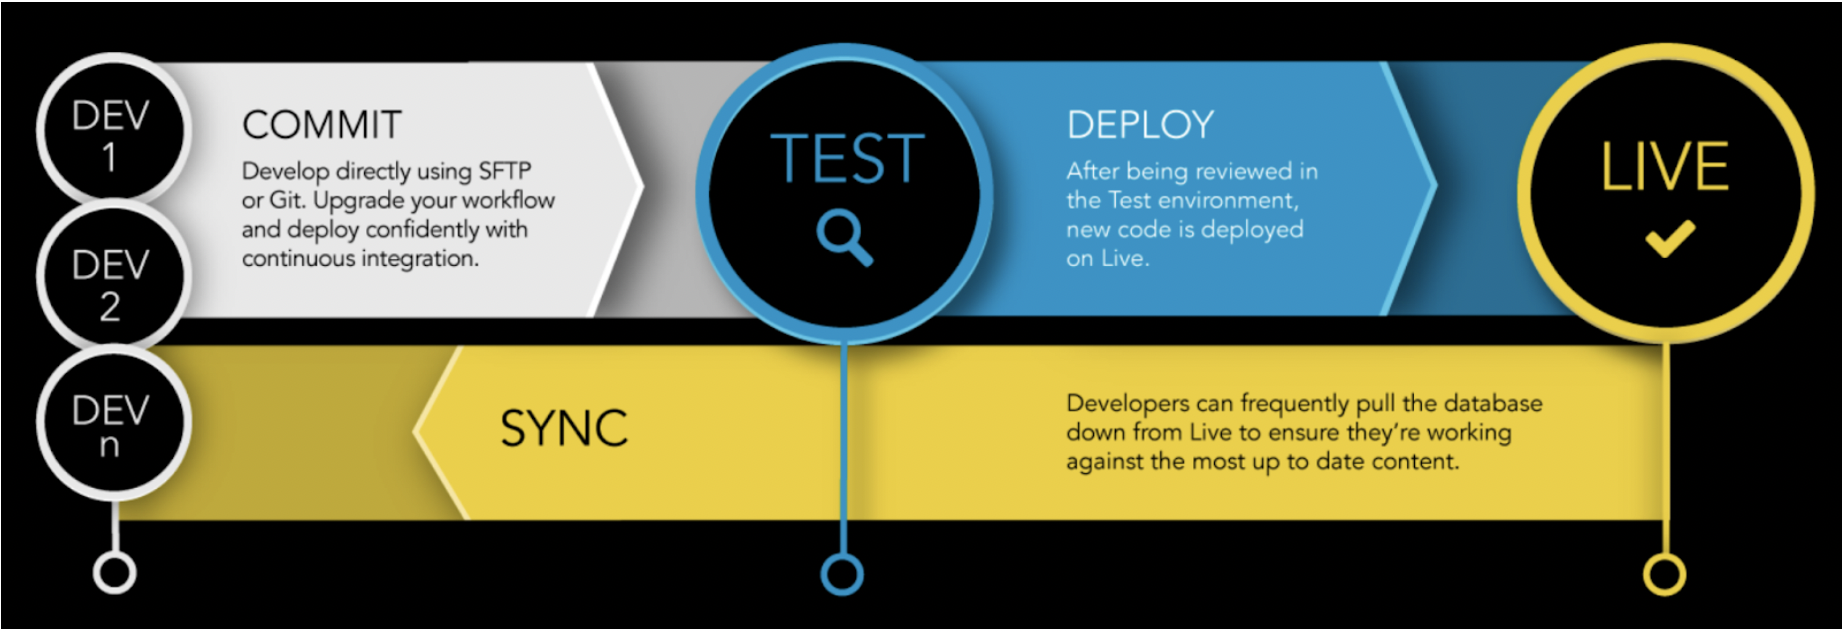 DEV
1
DEV
2
DEV
n
COMMIT
Develop directly using SFTP
or Git. Upgrade your workflow
and deploy confidently with
continuous integration.
TEST
DEPLOY
After being reviewed in
the Test environment,
new code is deployed
on Live.
LIVE
SYNC
Developers can frequently pull the database
down from Live to ensure they're working
against the most up to date content.